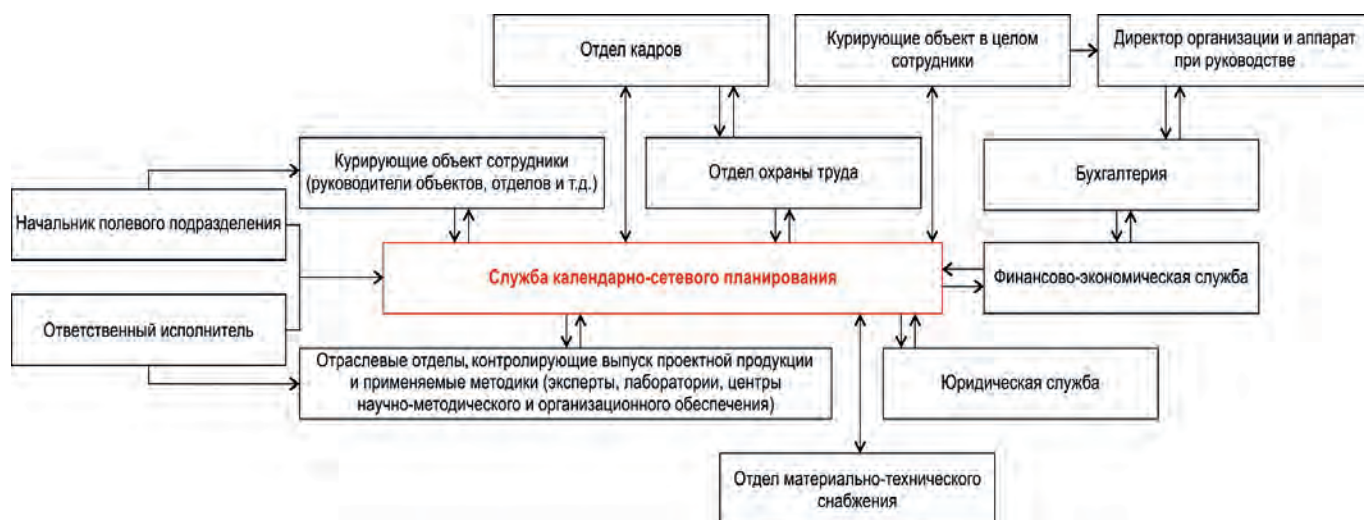 Отдел кадров
Курирующие объект в целом
сотрудники
Директор организации и аппарат
при руководстве
Курирующие объект сотрудники
(руководители объектов, отделов и т.д.)
Отдел охраны труда
Бухгалтерия
Начальник полевого подразделения
Служба календарно-сетевого планирования
Финансово-экономическая служба
Ответственный исполнитель
Отраслевые отделы, контролирующие выпуск проектной продукции
и применяемые методики (эксперты, лаборатории, центры
научно-методического и организационного обеспечения)
Юридическая служба
Отдел материально-технического
снабжения